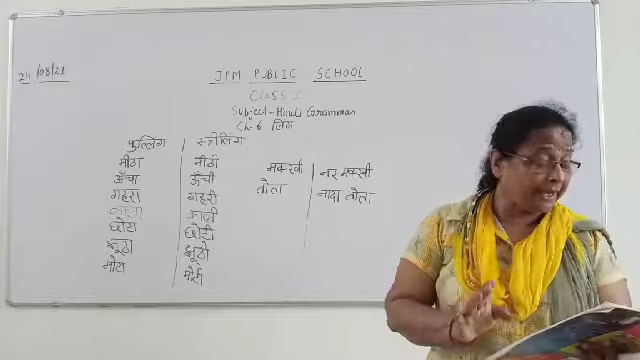 24/08/21
JPM PUBLIC SCHOOL
Class I
Subject - Hindi Grammar
Ch-6 लिंग
पुल्लिंग स्त्रीलिंग
मीठा मीठी
ऊँचा ऊँची
गहरा गहरी
काला काली
छोटा छोटी
झूठा झूठी
मोटा मोटी
मक्खी नर मक्खी
तोता मादा तोता